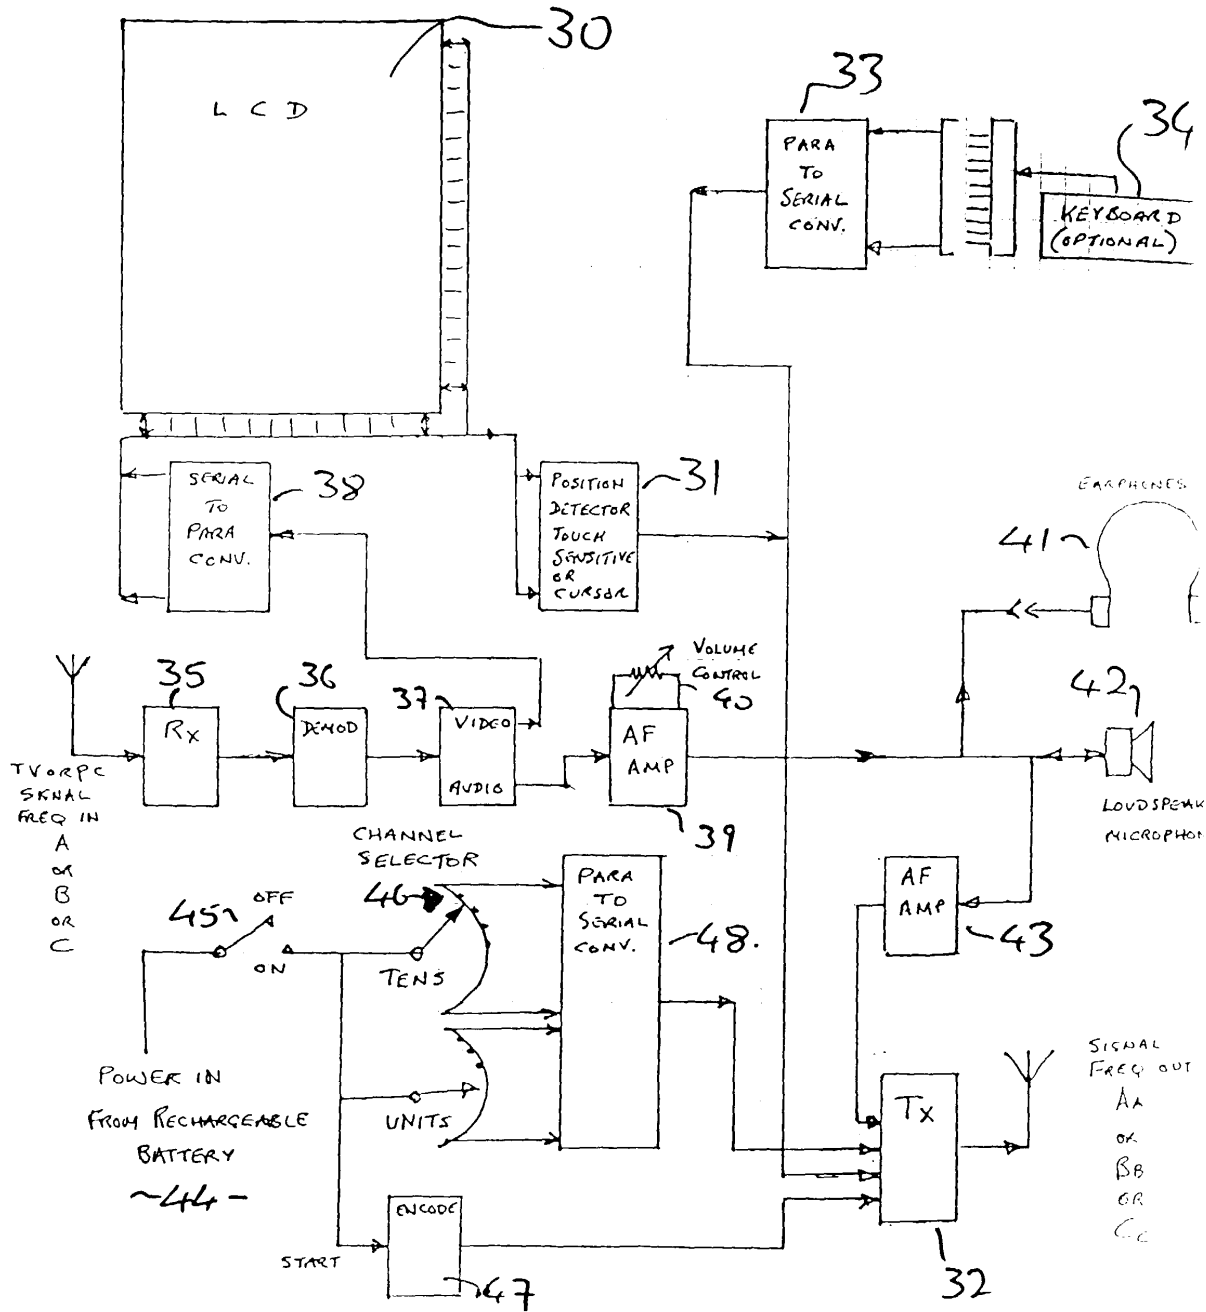 30
L C D
33
PARA
TO
SERIAL
CONV.
34
KEYBOARD
(OPTIONAL)
SERIAL
TO
PARA
CONV.
38
POSITION
DETECTOR
TOUCH
SENSITIVE
OR
CURSOR
31
EARPHONES
41
35
Rx
36
DEMOD
37
VIDEO
AUDIO
VOLUME
CONTROL
40
AF
AMP
39
42
LOUDSPEAK
MICROPHON
TV OR PC
SIGNAL
FREQ IN
A
OR
B
OR
C
CHANNEL
SELECTOR
46
45
OFF
ON
TENS
UNITS
PARA
TO
SERIAL
CONV.
48.
AF
AMP
43
POWER IN
FROM RECHARGEABLE
BATTERY
~44-
START
ENCODE
47
Tx
32
SIGNAL
FREQ OUT
AA
OR
BB
OR
CC